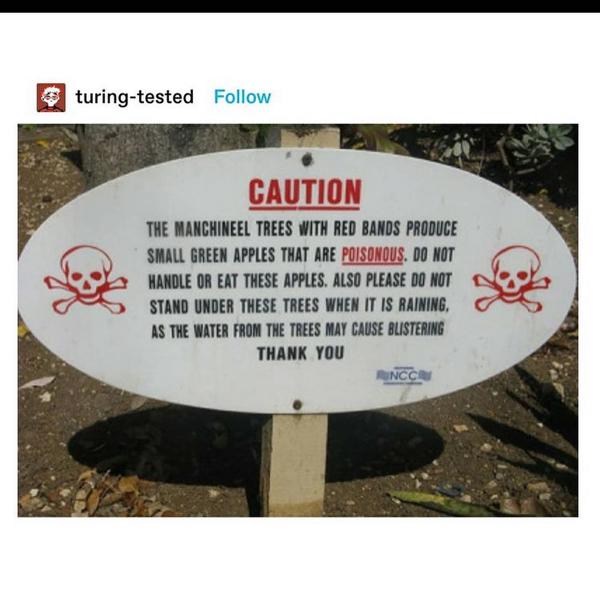 turing-tested Follow
CAUTION
THE MANCHINEEL TREES WITH RED BANDS PRODUCE
SMALL GREEN APPLES THAT ARE POISONOUS. DO NOT
HANDLE OR EAT THESE APPLES. ALSO PLEASE DO NOT
STAND UNDER THESE TREES WHEN IT IS RAINING,
AS THE WATER FROM THE TREES MAY CAUSE BLISTERING
THANK YOU
NCC